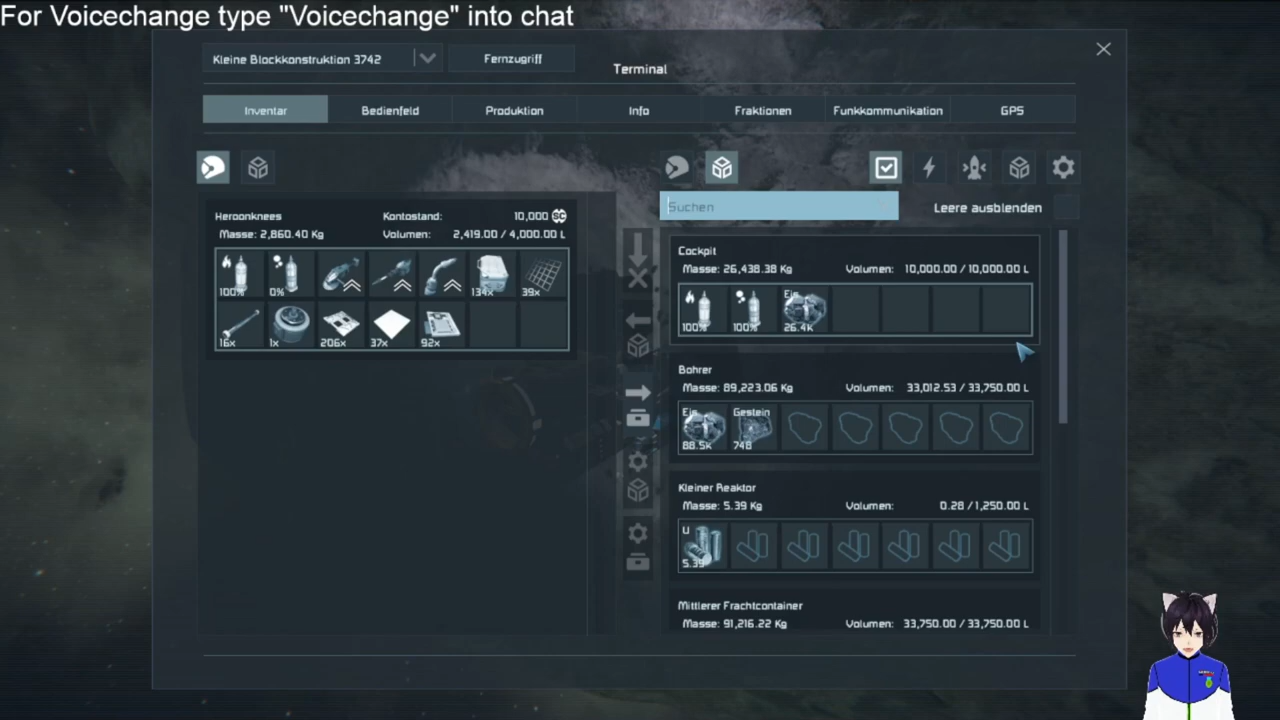 For Voicechange type "Voicechange" into chat
Kleine Blockkonstruktion 3742
Fernzugriff
Terminal
Inventar
Bedienfeld
Produktion
Info
Fraktionen
Funkkommunikation
GPS
Suchen
Leere ausblenden
Heroonknees
Kontostand: 10,000 SC
Masse: 2,860.40 Kg
Volumen: 2,419.00 / 4,000.00 L
100%
0%
134x
39x
16x
1x
206x
37x
92x
Cockpit
Masse: 26,438.38 Kg
Volumen: 10,000.00 / 10,000.00 L
100%
100%
Eis
26.4k
Bohrer
Masse: 89,223.06 Kg
Volumen: 33,012.53 / 33,750.00 L
Eis
88.5k
Gestein
748
Kleiner Reaktor
Masse: 5.39 Kg
Volumen: 0.28 / 1,250.00 L
U
5.39
Mittlerer Frachtcontainer
Masse: 91,216.22 Kg
Volumen: 33,750.00 / 33,750.00 L